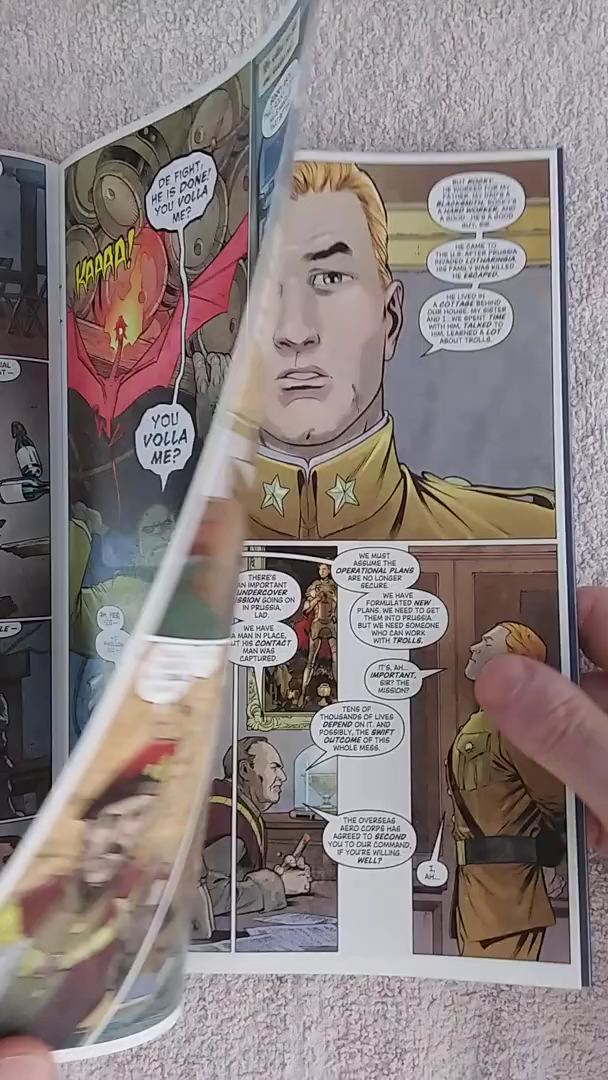 DE FIGHT,
HE IS DONE!
YOU VOLLA
ME?
KAAAA!
YOU
VOLLA
ME?
BUT ROCKY,
HE WORKED FOR MY
FATHER. MY DAD'S A
BLACKSMITH. ROCKY'S
A HARD WORKER, AND
A GOOD-- HE'S A GOOD
GUY, SIR.
HE CAME TO
THE U.S. AFTER PRUSSIA
INVADED LOTHARINGIA.
HIS FAMILY WAS KILLED.
HE ESCAPED.
HE LIVED IN
A COTTAGE BEHIND
OUR HOUSE. MY SISTER
AND I...WE SPENT TIME
WITH HIM, TALKED TO
HIM, LEARNED A LOT
ABOUT TROLLS.
THERE'S
AN IMPORTANT
UNDERCOVER
MISSION GOING ON
IN PRUSSIA,
LAD.
WE HAVE
A MAN IN PLACE,
BUT HIS CONTACT
MAN WAS
CAPTURED.
WE MUST
ASSUME THE
OPERATIONAL PLANS
ARE NO LONGER
SECURE.
WE HAVE
FORMULATED NEW
PLANS. WE NEED TO GET
THEM INTO PRUSSIA.
BUT WE NEED SOMEONE
WHO CAN WORK
WITH TROLLS.
IT'S, AH...
IMPORTANT,
SIR? THE
MISSION?
TENS OF
THOUSANDS OF LIVES
DEPEND ON IT. AND
POSSIBLY, THE SWIFT
OUTCOME OF THIS
WHOLE MESS.
THE OVERSEAS
AERO CORPS HAS
AGREED TO SECOND
YOU TO OUR COMMAND,
IF YOU'RE WILLING.
WELL?
I,
AH...